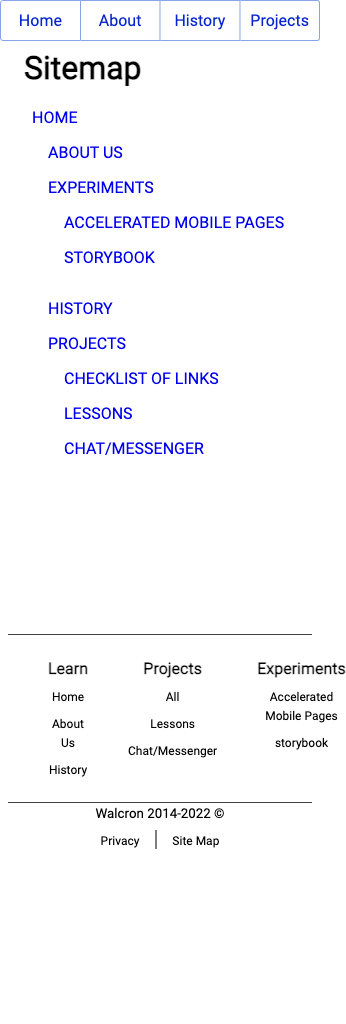 Home About History Projects
Sitemap
HOME
ABOUT US
EXPERIMENTS
ACCELERATED MOBILE PAGES
STORYBOOK
HISTORY
PROJECTS
CHECKLIST OF LINKS
LESSONS
CHAT/MESSENGER
Learn
Home
About
Us
History
Projects
All
Lessons
Chat/Messenger
Experiments
Accelerated
Mobile Pages
storybook
Walcron 2014-2022 ©
Privacy Site Map